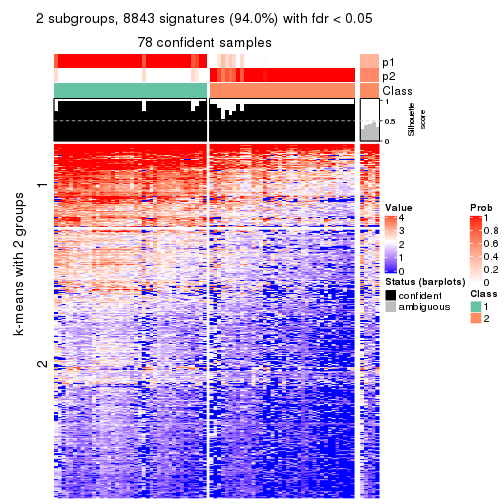 2 subgroups, 8843 signatures (94.0%) with fdr < 0.05
78 confident samples
p1
p2
Class
1
0.5
0
Silhouette
score
k-means with 2 groups
1
2
Value
4
3
2
1
0
Status (barplots)
confident
ambiguous
Prob
1
0.8
0.6
0.4
0.2
0
Class
1
2